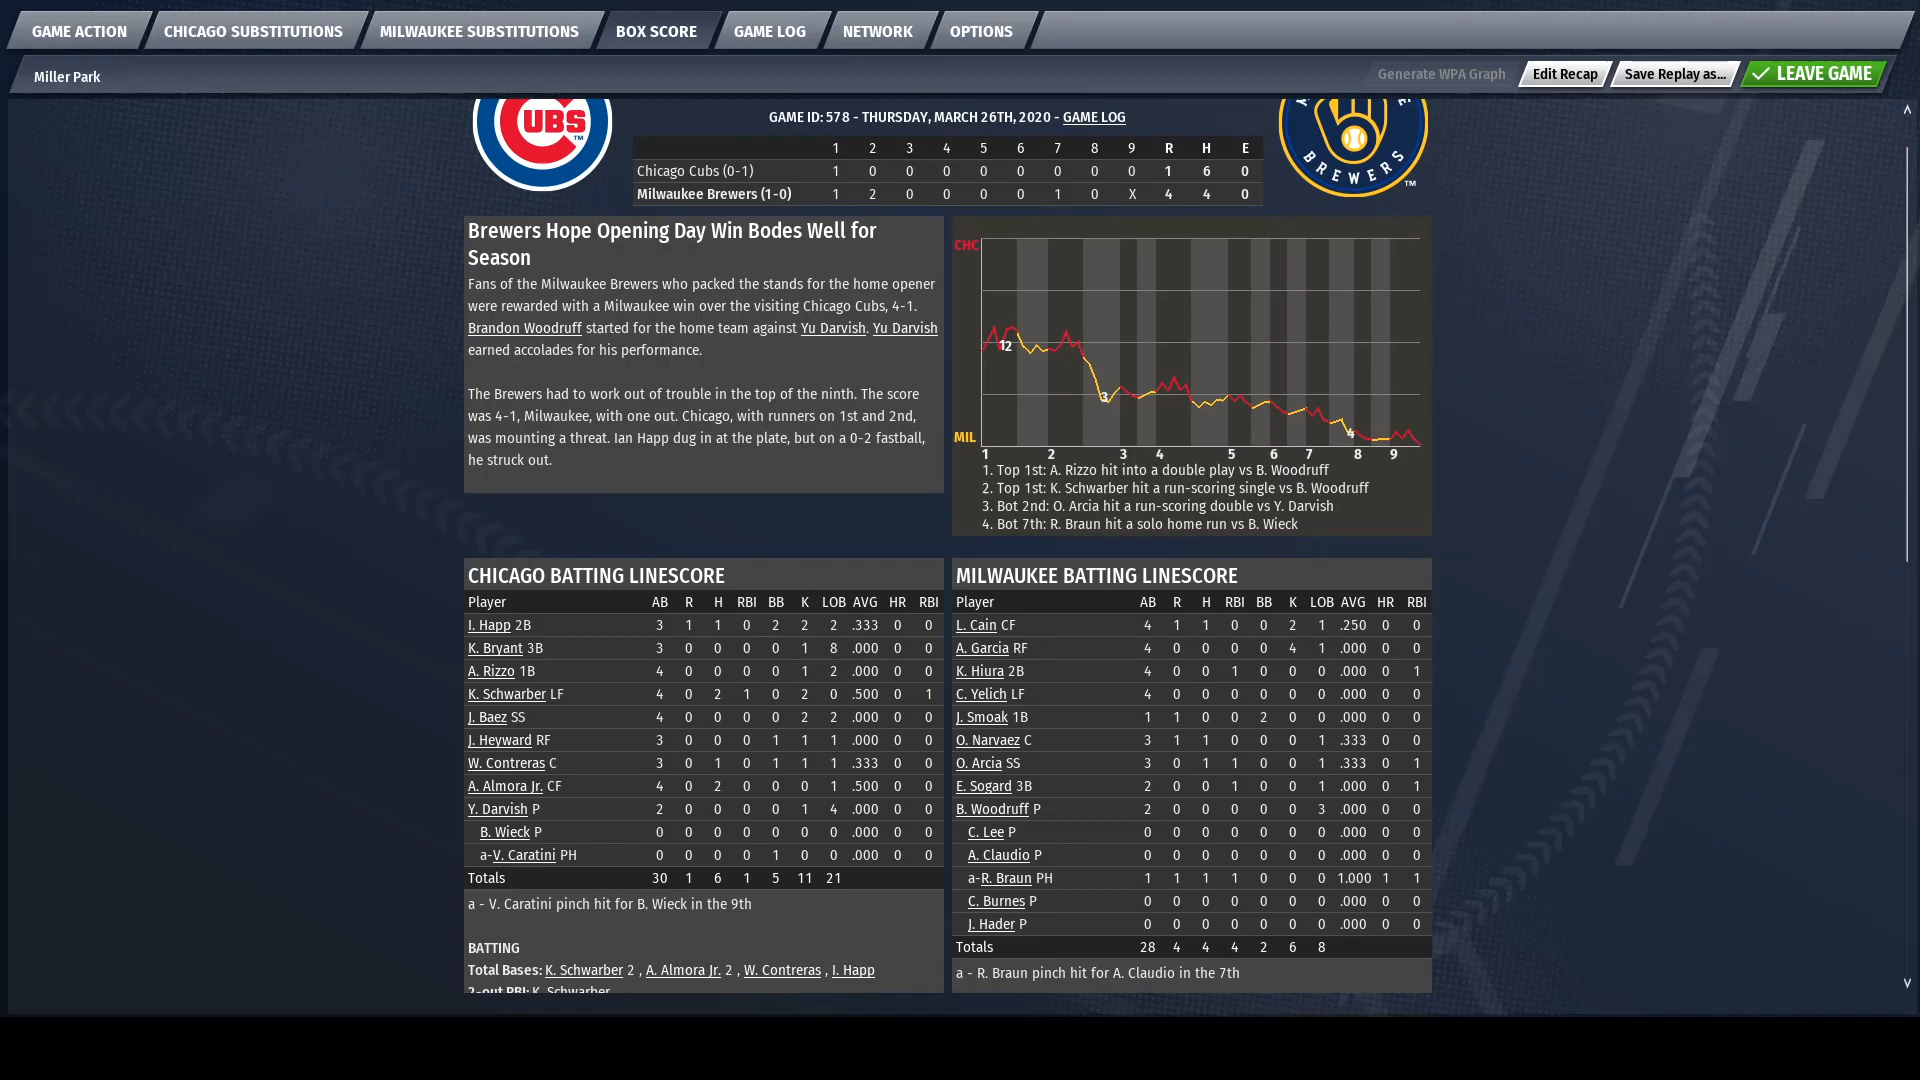 GAME ACTION CHICAGO SUBSTITUTIONS MILWAUKEE SUBSTITUTIONS BOX SCORE GAME LOG NETWORK OPTIONS
Miller Park Generate WPA Graph Edit Recap Save Replay as... LEAVE GAME
CUBS TM
BREWERS TM
GAME ID: 578 - THURSDAY, MARCH 26TH, 2020 - GAME LOG
1 2 3 4 5 6 7 8 9 R H E
Chicago Cubs (0-1) 1 0 0 0 0 0 0 0 0 1 6 0
Milwaukee Brewers (1-0) 1 2 0 0 0 0 1 0 X 4 4 0
Brewers Hope Opening Day Win Bodes Well for
Season
Fans of the Milwaukee Brewers who packed the stands for the home opener
were rewarded with a Milwaukee win over the visiting Chicago Cubs, 4-1.
Brandon Woodruff started for the home team against Yu Darvish. Yu Darvish
earned accolades for his performance.
The Brewers had to work out of trouble in the top of the ninth. The score
was 4-1, Milwaukee, with one out. Chicago, with runners on 1st and 2nd,
was mounting a threat. Ian Happ dug in at the plate, but on a 0-2 fastball,
he struck out.
CHC
12
3
4
MIL
1 2 3 4 5 6 7 8 9
1. Top 1st: A. Rizzo hit into a double play vs B. Woodruff
2. Top 1st: K. Schwarber hit a run-scoring single vs B. Woodruff
3. Bot 2nd: O. Arcia hit a run-scoring double vs Y. Darvish
4. Bot 7th: R. Braun hit a solo home run vs B. Wieck
CHICAGO BATTING LINESCORE
Player AB R H RBI BB K LOB AVG HR RBI
I. Happ 2B 3 1 1 0 2 2 2 .333 0 0
K. Bryant 3B 3 0 0 0 0 1 8 .000 0 0
A. Rizzo 1B 4 0 0 0 0 1 2 .000 0 0
K. Schwarber LF 4 0 2 1 0 2 0 .500 0 1
J. Baez SS 4 0 0 0 0 2 2 .000 0 0
J. Heyward RF 3 0 0 0 1 1 1 .000 0 0
W. Contreras C 3 0 1 0 1 1 1 .333 0 0
A. Almora Jr. CF 4 0 2 0 0 0 1 .500 0 0
Y. Darvish P 2 0 0 0 0 1 4 .000 0 0
B. Wieck P 0 0 0 0 0 0 0 .000 0 0
a-V. Caratini PH 0 0 0 0 1 0 0 .000 0 0
Totals 30 1 6 1 5 11 21
a - V. Caratini pinch hit for B. Wieck in the 9th
BATTING
Total Bases: K. Schwarber 2 , A. Almora Jr. 2 , W. Contreras , I. Happ
2-out RBI: K. Schwarber
MILWAUKEE BATTING LINESCORE
Player AB R H RBI BB K LOB AVG HR RBI
L. Cain CF 4 1 1 0 0 2 1 .250 0 0
A. Garcia RF 4 0 0 0 0 4 1 .000 0 0
K. Hiura 2B 4 0 0 1 0 0 0 .000 0 1
C. Yelich LF 4 0 0 0 0 0 0 .000 0 0
J. Smoak 1B 1 1 0 0 2 0 0 .000 0 0
O. Narvaez C 3 1 1 0 0 0 1 .333 0 0
O. Arcia SS 3 0 1 1 0 0 1 .333 0 1
E. Sogard 3B 2 0 0 1 0 0 1 .000 0 1
B. Woodruff P 2 0 0 0 0 0 3 .000 0 0
C. Lee P 0 0 0 0 0 0 0 .000 0 0
A. Claudio P 0 0 0 0 0 0 0 .000 0 0
a-R. Braun PH 1 1 1 1 0 0 0 1.000 1 1
C. Burnes P 0 0 0 0 0 0 0 .000 0 0
J. Hader P 0 0 0 0 0 0 0 .000 0 0
Totals 28 4 4 4 2 6 8
a - R. Braun pinch hit for A. Claudio in the 7th